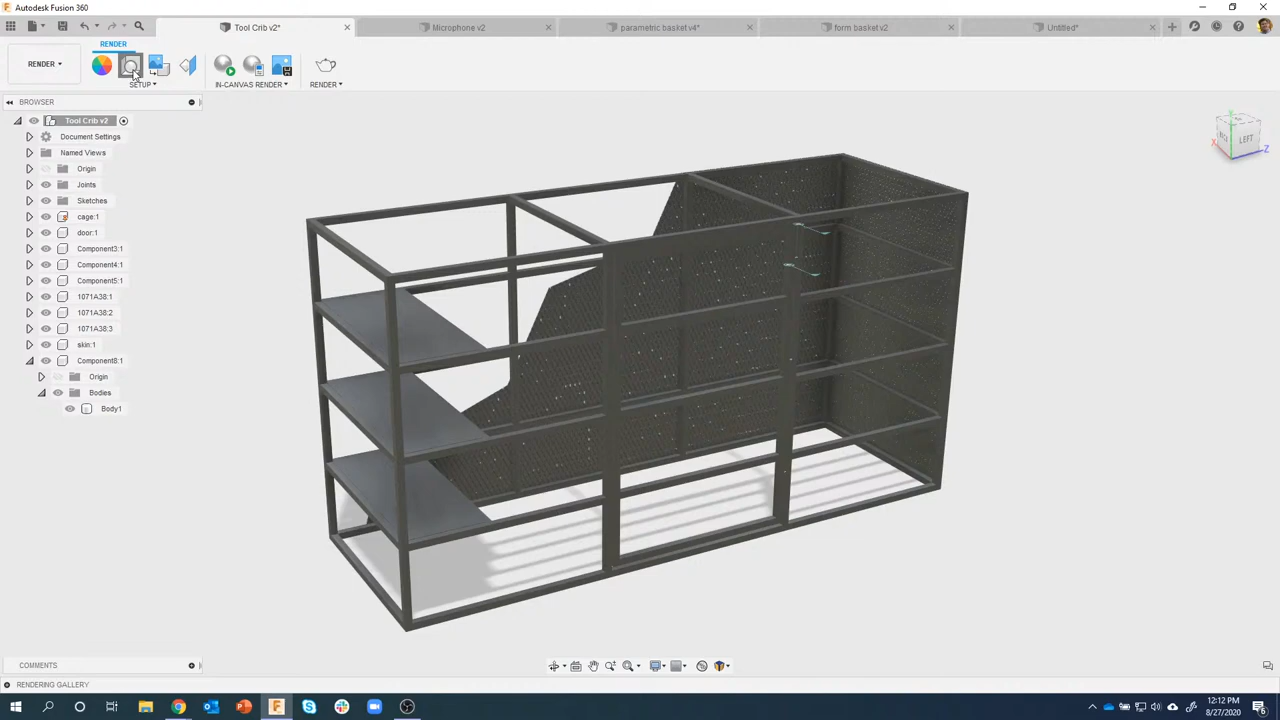 Autodesk Fusion 360
Tool Crib v2*
Microphone v2
parametric basket v4*
form basket v2
Untitled*
RENDER
RENDER
SETUP
IN-CANVAS RENDER
RENDER
BROWSER
Tool Crib v2
Document Settings
Named Views
Origin
Joints
Sketches
cage:1
door:1
Component3:1
Component4:1
Component5:1
1071A38:1
1071A38:2
1071A38:3
skin:1
Component8:1
Origin
Bodies
Body1
LEFT
X
Y
Z
COMMENTS
RENDERING GALLERY
12:12 PM
8/27/2020
6